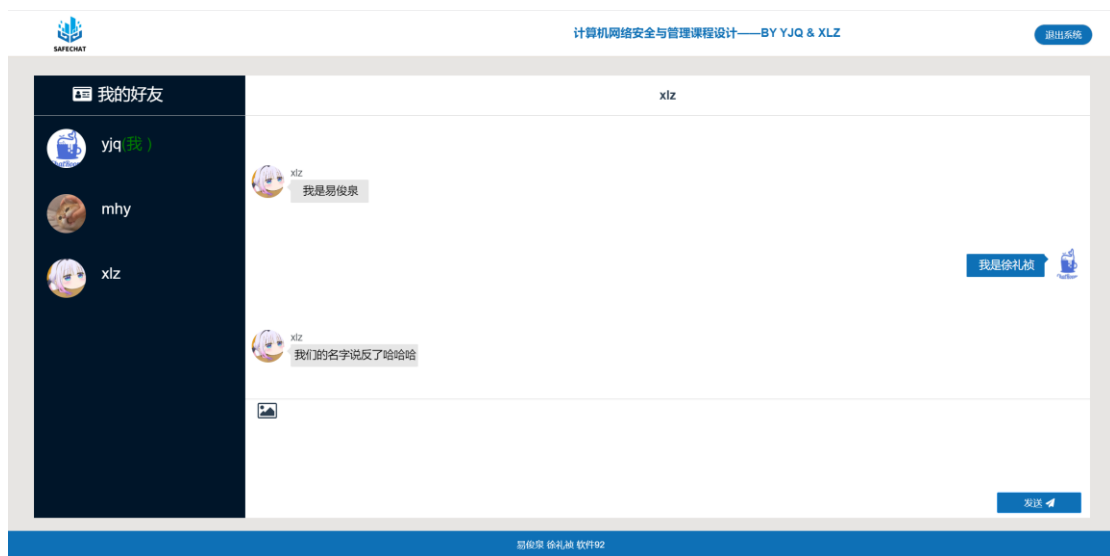 SAFECHAT
计算机网络安全与管理课程设计——BY YJQ & XLZ
退出系统
我的好友
xlz
yjq(我 )
mhy
xlz
xlz
我是易俊泉
我是徐礼祯
xlz
我们的名字说反了哈哈哈
发送
易俊泉 徐礼祯 软件92